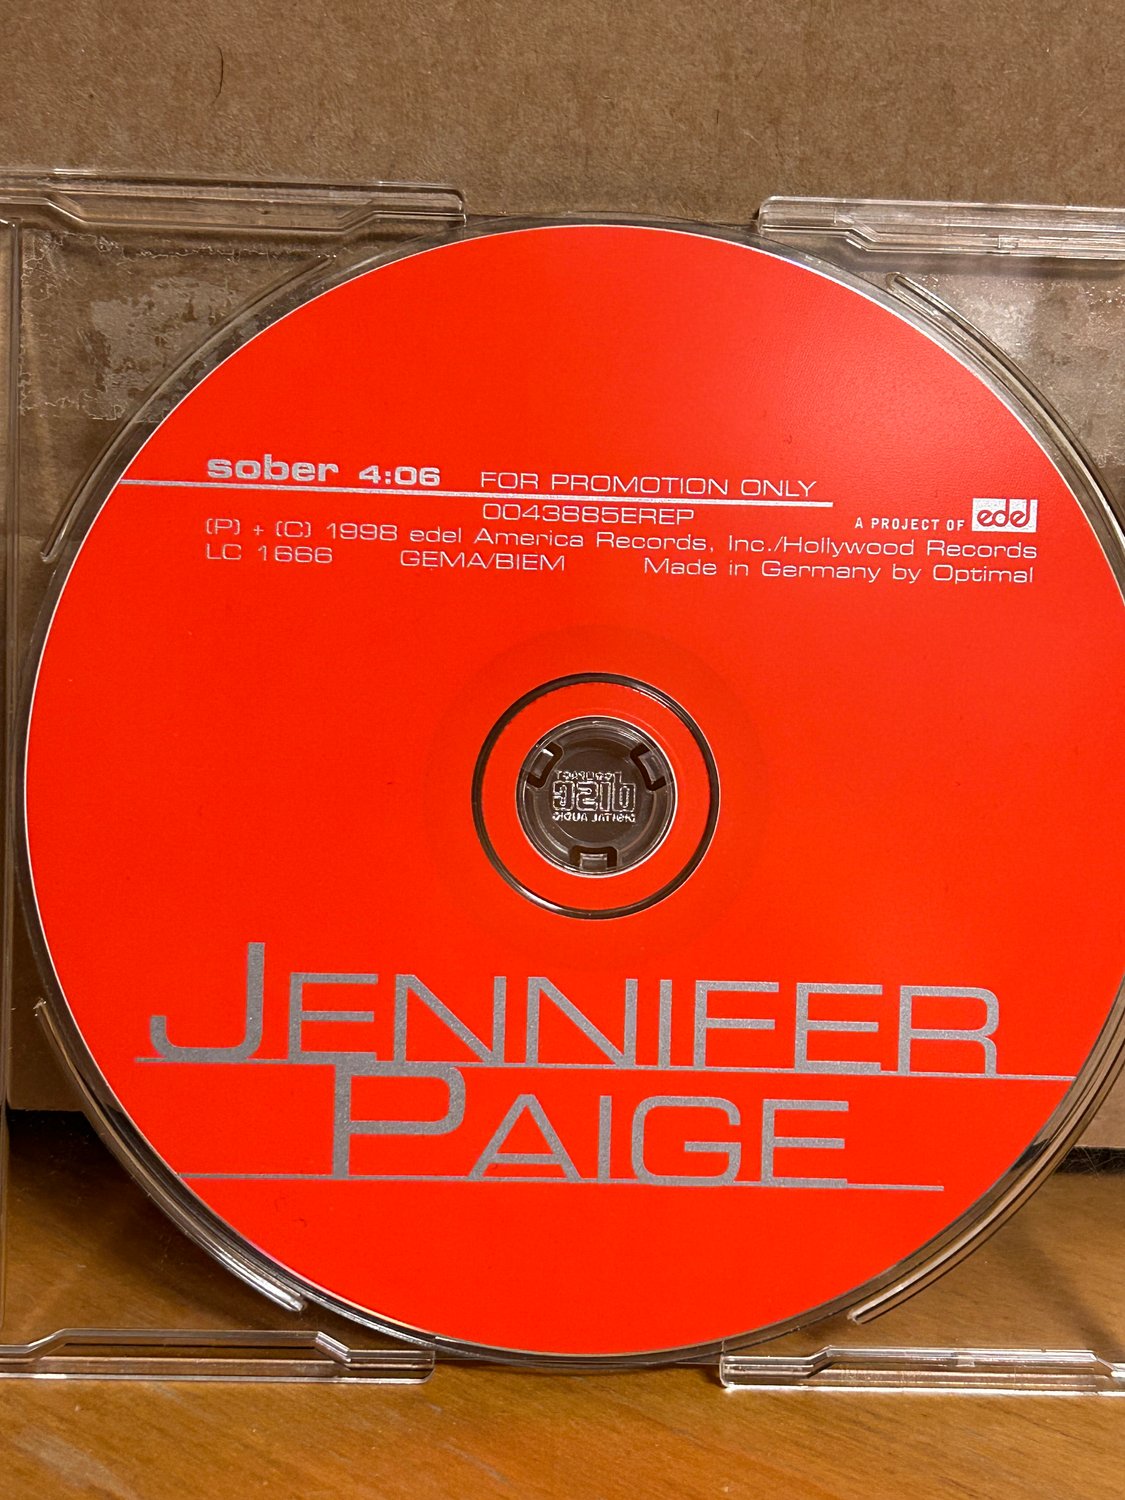 sober 4:06 FOR PROMOTION ONLY
0043885EREP
A PROJECT OF edel
(P) + (C) 1998 edel America Records, Inc./Hollywood Records
LC 1666 GEMA/BIEM Made in Germany by Optimal
JENNIFER
PAIGE